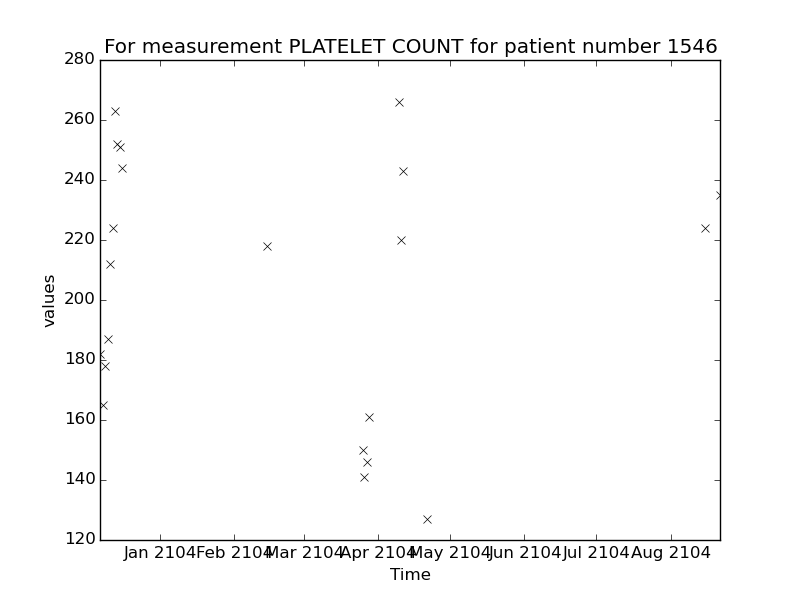 For measurement PLATELET COUNT for patient number 1546
280
260
240
220
200
180
160
140
120
values
Jan 2104 Feb 2104 Mar 2104 Apr 2104 May 2104 Jun 2104 Jul 2104 Aug 2104
Time